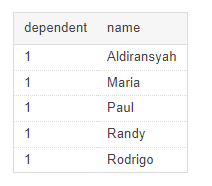 dependent name
1 Aldiransyah
1 Maria
1 Paul
1 Randy
1 Rodrigo